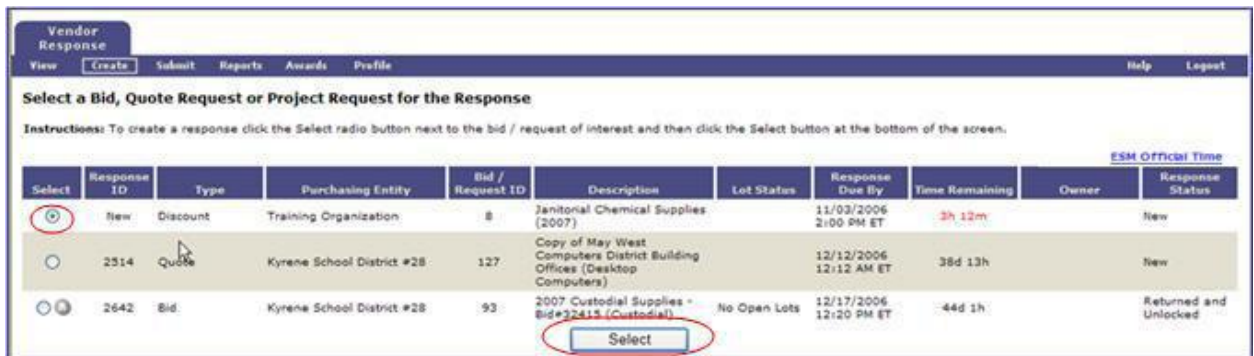 Vendor
Response
View Create Submit Reports Awards Profile Help Logout
Select a Bid, Quote Request or Project Request for the Response
Instructions: To create a response click the Select radio button next to the bid / request of interest and then click the Select button at the bottom of the screen.
ESM Official Time
Select Response ID Type Purchasing Entity Bid / Request ID Description Lot Status Response Due By Time Remaining Owner Response Status
New Discount Training Organization 8 Janitorial Chemical Supplies (2007) 11/03/2006 2:00 PM ET 3h 12m New
2514 Quote Kyrene School District #28 127 Copy of May West Computers District Building Offices (Desktop Computers) 12/12/2006 12:12 AM ET 38d 13h New
2642 Bid Kyrene School District #28 93 2007 Custodial Supplies - Bid#32415 (Custodial) No Open Lots 12/17/2006 12:20 PM ET 44d 1h Returned and Unlocked
Select